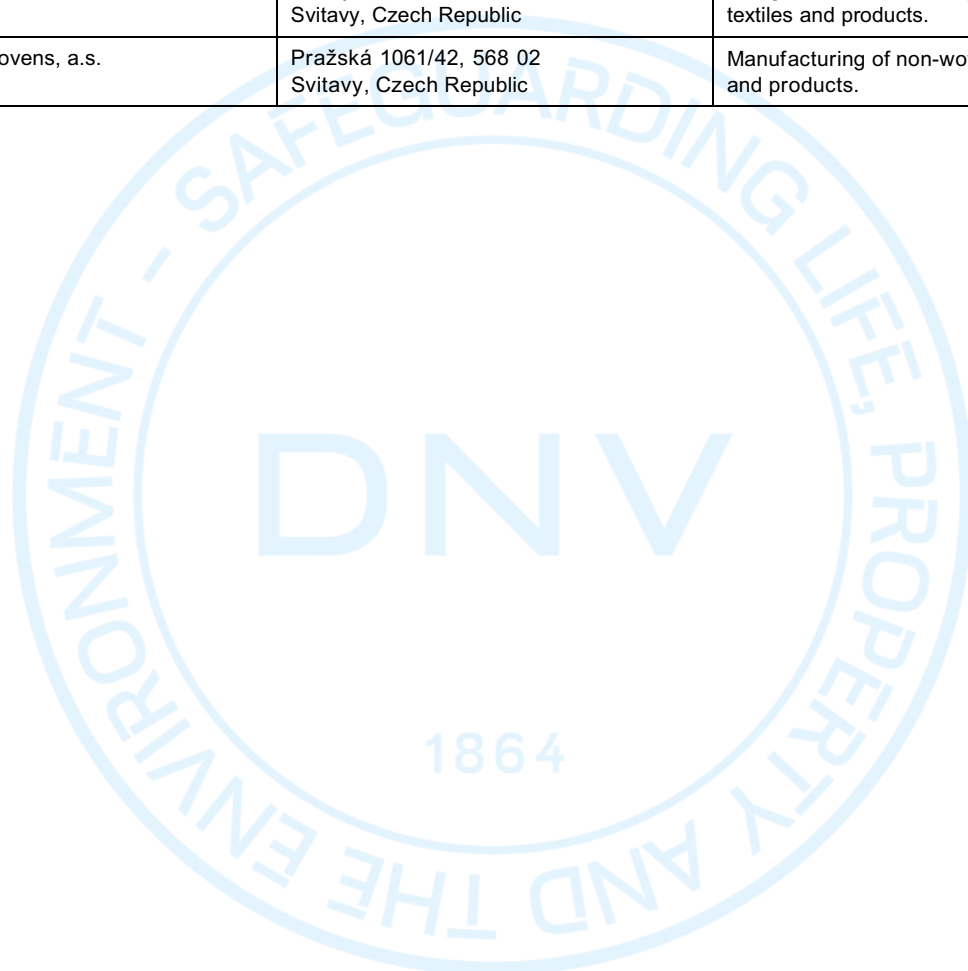 Svitavy, Czech Republic
textiles and products.
ovens, a.s.
Pražská 1061/42, 568 02
Svitavy, Czech Republic
Manufacturing of non-wo
and products.
SAFEGUARDING LIFE, PROPERTY AND THE ENVIRONMENT -
DNV
1864